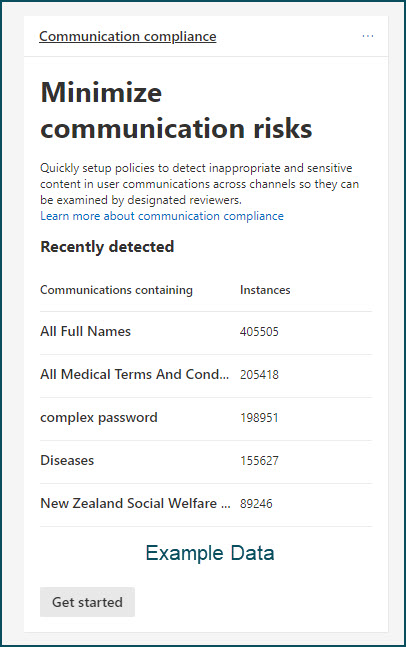 Communication compliance ...
Minimize
communication risks
Quickly setup policies to detect inappropriate and sensitive
content in user communications across channels so they can
be examined by designated reviewers.
Learn more about communication compliance
Recently detected
Communications containing Instances
All Full Names 405505
All Medical Terms And Cond... 205418
complex password 198951
Diseases 155627
New Zealand Social Welfare ... 89246
Example Data
Get started